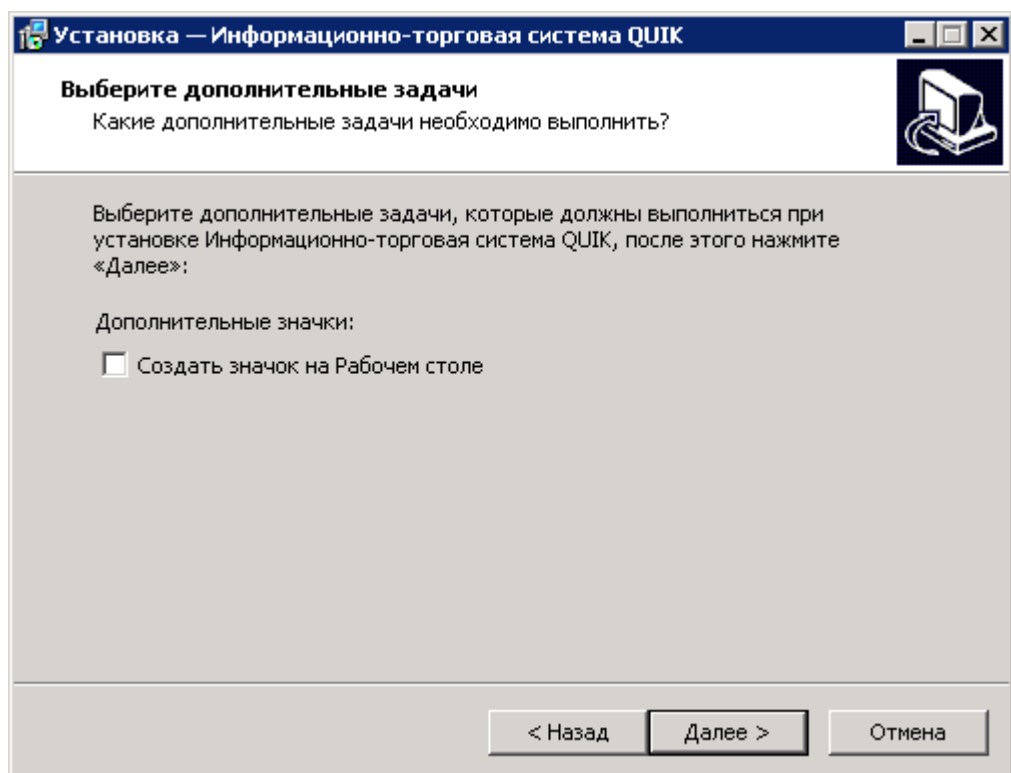 Установка — Информационно-торговая система QUIK
Выберите дополнительные задачи
Какие дополнительные задачи необходимо выполнить?
Выберите дополнительные задачи, которые должны выполниться при
установке Информационно-торговая система QUIK, после этого нажмите
«Далее»:
Дополнительные значки:
Создать значок на Рабочем столе
< Назад
Далее >
Отмена